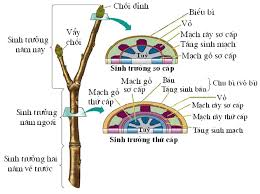 Chồi đỉnh
Sinh trưởng
năm nay
Vảy
chồi
Biểu bì
Vỏ
Mạch rây sơ cấp
Tầng sinh mạch
Mạch gỗ sơ cấp
Tủy
Sinh trưởng sơ cấp
Sinh trưởng
năm ngoái
Mạch gỗ
thứ cấp
Mạch gỗ
sơ cấp
Bần
Tầng sinh bần
Chu bì (vỏ bì)
Vỏ
Mạch rây sơ cấp
Mạch rây thứ cấp
Tầng sinh mạch
Tủy
Sinh trưởng thứ cấp
Sinh trưởng hai
năm về trước